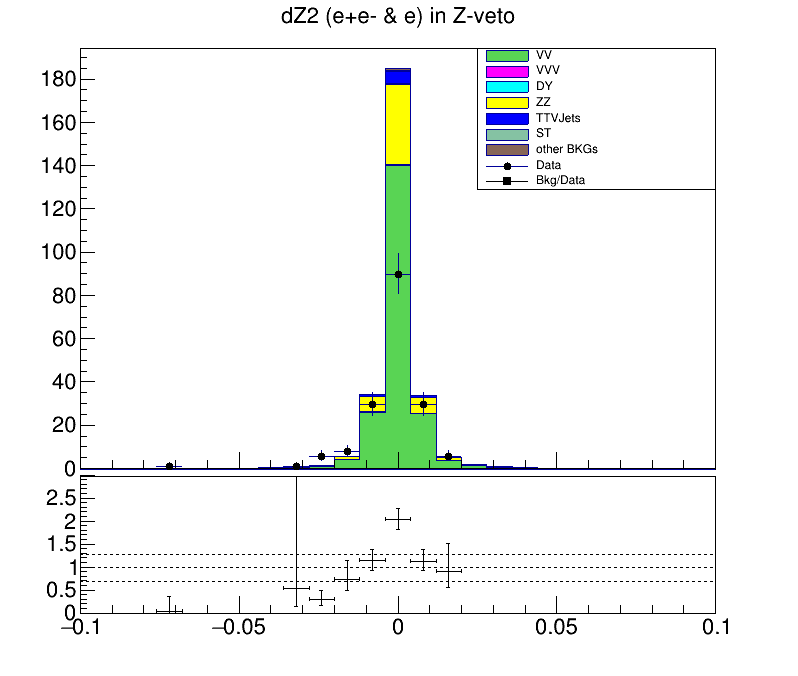 dZ2 (e+e- & e) in Z-veto
VV
VVV
DY
ZZ
TTVJets
ST
other BKGs
Data
Bkg/Data
180
160
140
120
100
80
60
40
20
0
2.5
2
1.5
1
0.5
0
−0.1 −0.05 0 0.05 0.1